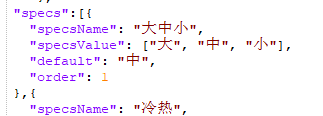 "specs":[{
"specsName": "大中小",
"specsValue": ["大", "中", "小"],
"default": "中",
"order": 1
},{
"specsName": "冷热",